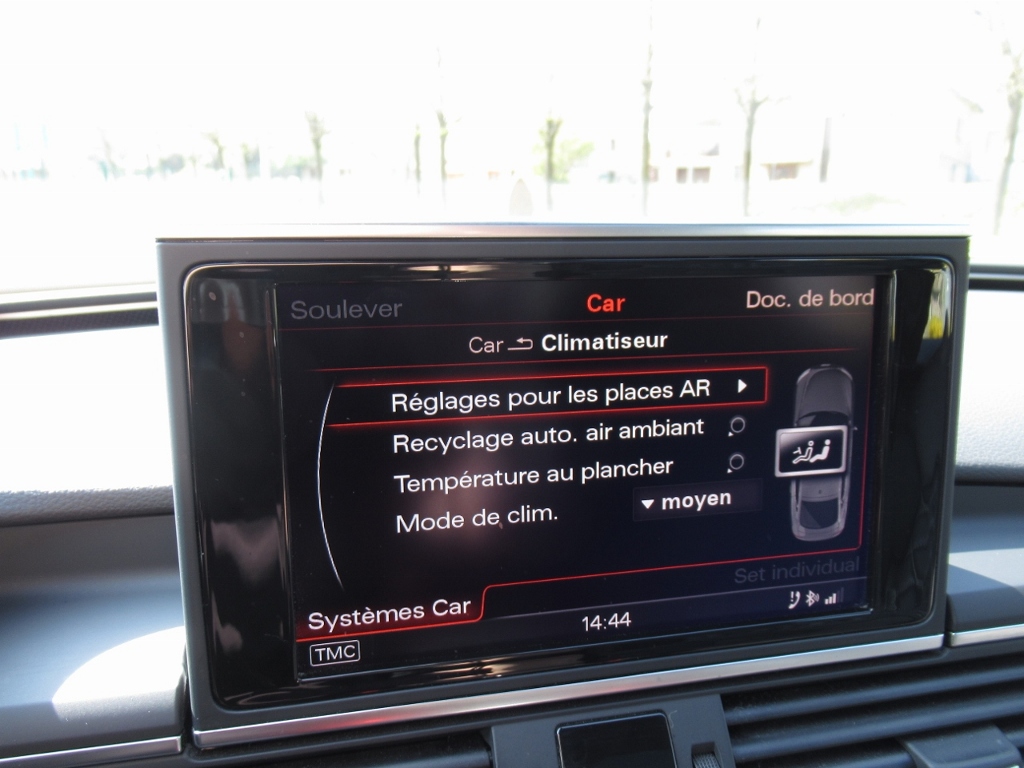 Soulever Car Doc. de bord
Car Climatiseur
Réglages pour les places AR
Recyclage auto. air ambiant
Température au plancher
Mode de clim. moyen
Set individual
Systèmes Car
14:44
TMC